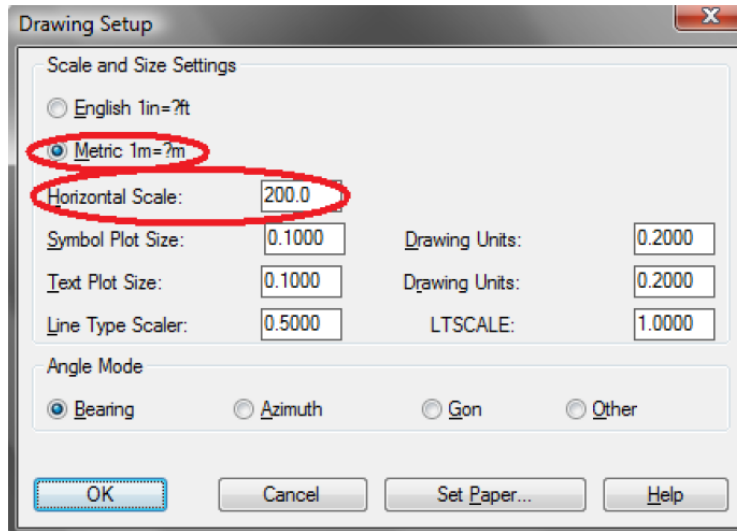 Drawing Setup
Scale and Size Settings
English 1in=?ft
Metric 1m=?m
Horizontal Scale: 200.0
Symbol Plot Size: 0.1000 Drawing Units: 0.2000
Text Plot Size: 0.1000 Drawing Units: 0.2000
Line Type Scaler: 0.5000 LTSCALE: 1.0000
Angle Mode
Bearing Azimuth Gon Other
OK Cancel Set Paper... Help